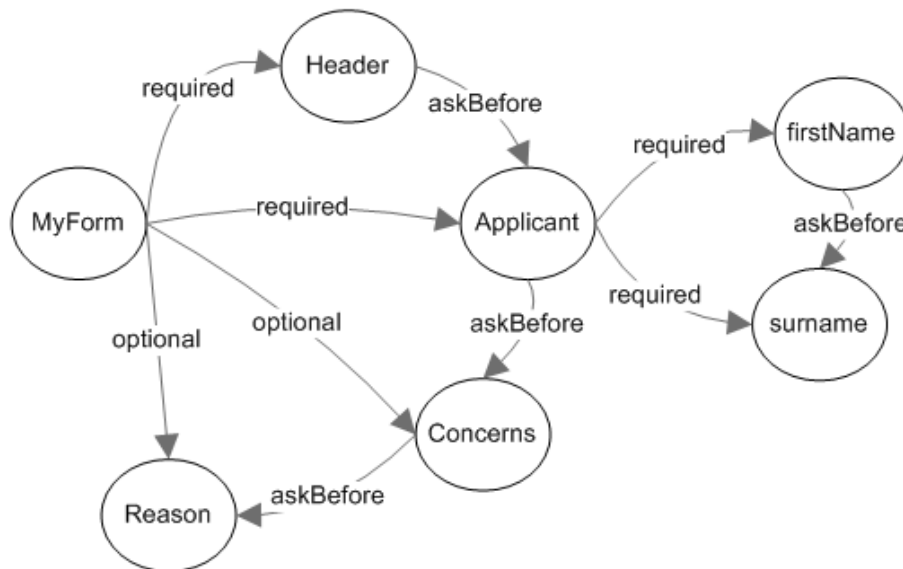 Header
required
askBefore
firstName
required
MyForm
required
Applicant
askBefore
required
surname
optional
optional
askBefore
Concerns
askBefore
Reason